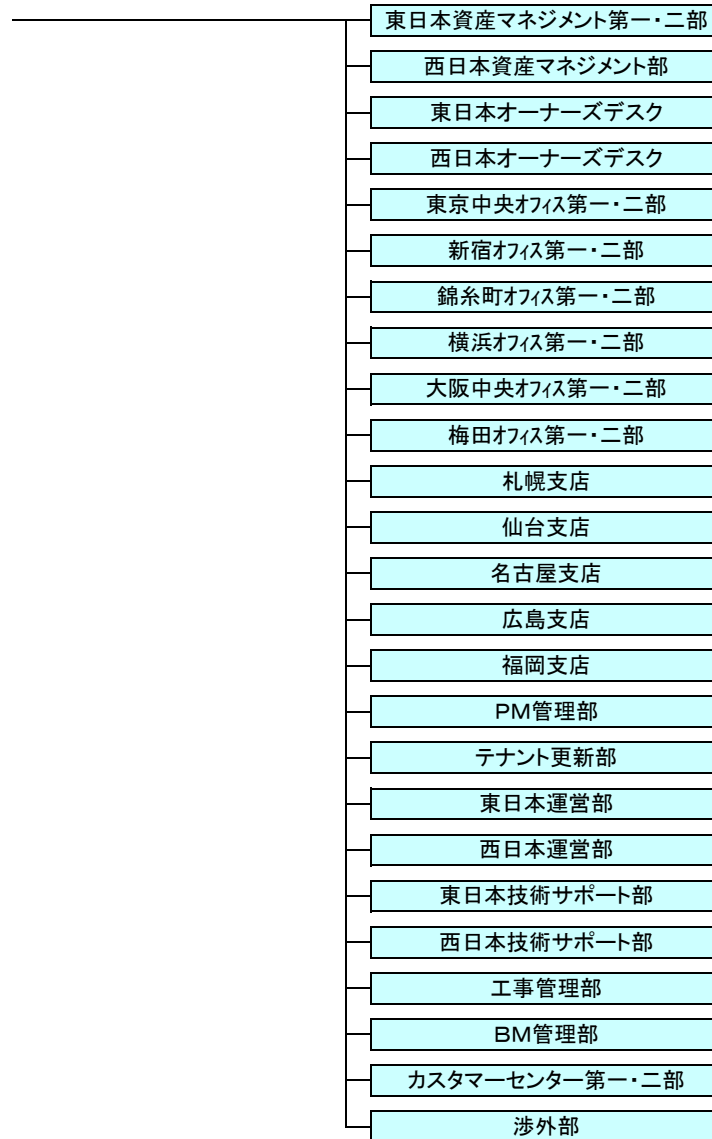 東日本資産マネジメント第一・二部
西日本資産マネジメント部
東日本オーナーズデスク
西日本オーナーズデスク
東京中央ｵﾌｨｽ第一・二部
新宿ｵﾌｨｽ第一・二部
錦糸町ｵﾌｨｽ第一・二部
横浜ｵﾌｨｽ第一・二部
大阪中央ｵﾌｨｽ第一・二部
梅田ｵﾌｨｽ第一・二部
札幌支店
仙台支店
名古屋支店
広島支店
福岡支店
ＰＭ管理部
テナント更新部
東日本運営部
西日本運営部
東日本技術サポート部
西日本技術サポート部
工事管理部
ＢＭ管理部
カスタマーセンター第一・二部
渉外部